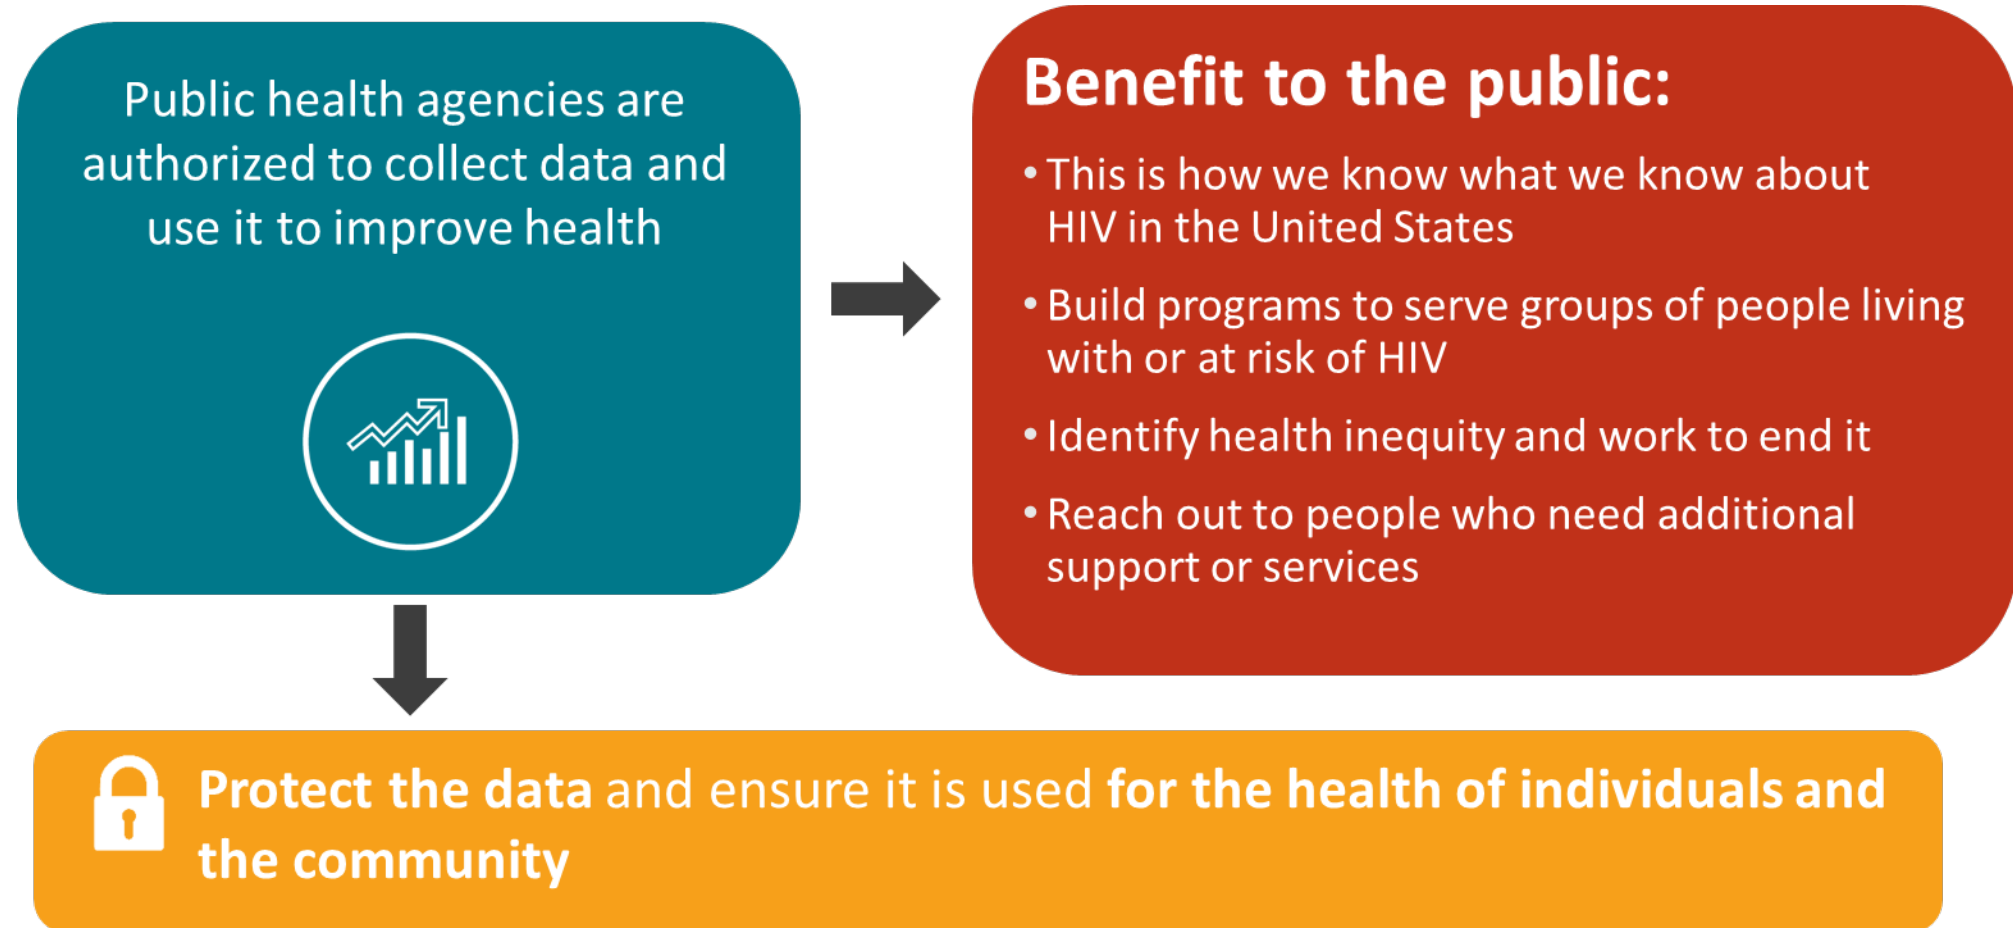 Public health agencies are
authorized to collect data and
use it to improve health
Benefit to the public:
• This is how we know what we know about
HIV in the United States
• Build programs to serve groups of people living
with or at risk of HIV
• Identify health inequity and work to end it
• Reach out to people who need additional
support or services
Protect the data and ensure it is used for the health of individuals and
the community